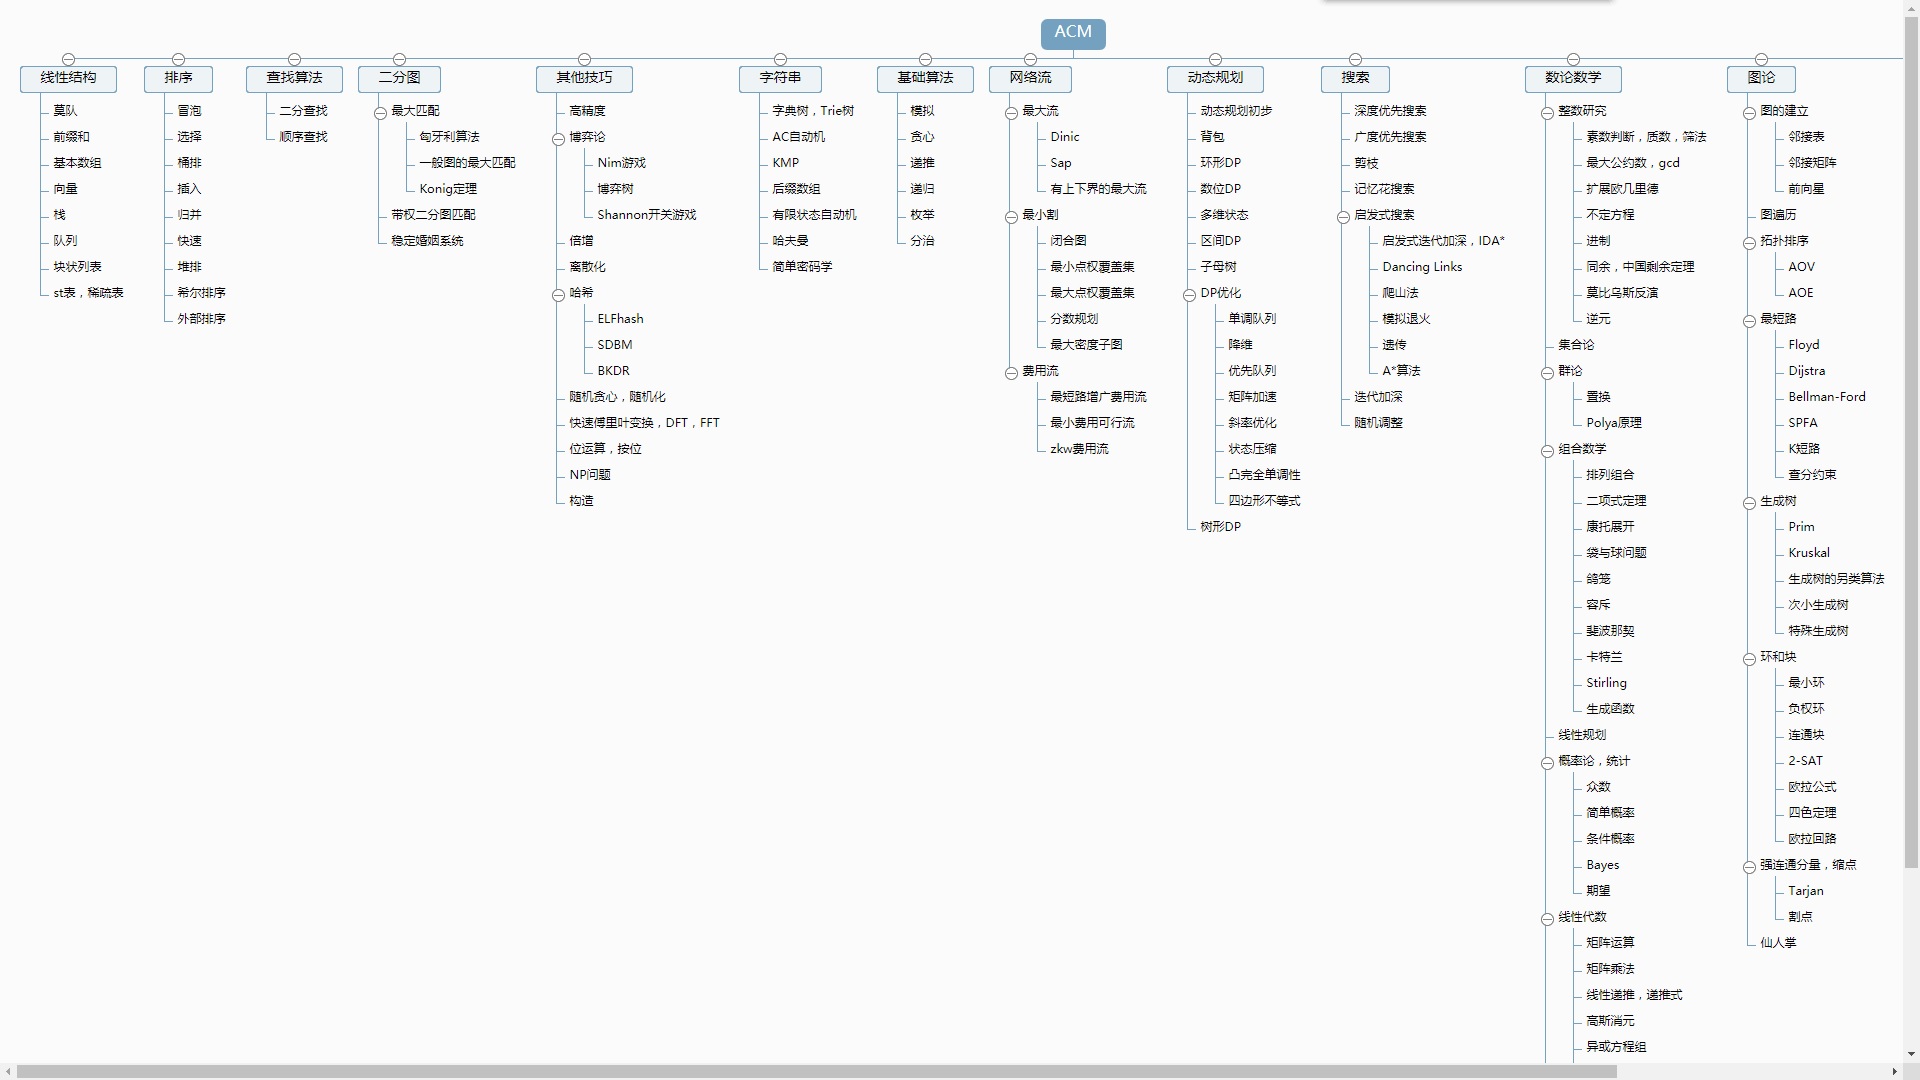 ACM
线性结构
莫队
前缀和
基本数组
向量
栈
队列
块状列表
st表，稀疏表
排序
冒泡
选择
桶排
插入
归并
快速
堆排
希尔排序
外部排序
查找算法
二分查找
顺序查找
二分图
最大匹配
匈牙利算法
一般图的最大匹配
Konig定理
带权二分图匹配
稳定婚姻系统
其他技巧
高精度
博弈论
Nim游戏
博弈树
Shannon开关游戏
倍增
离散化
哈希
ELFhash
SDBM
BKDR
随机贪心，随机化
快速傅里叶变换，DFT，FFT
位运算，按位
NP问题
构造
字符串
字典树，Trie树
AC自动机
KMP
后缀数组
有限状态自动机
哈夫曼
简单密码学
基础算法
模拟
贪心
递推
递归
枚举
分治
网络流
最大流
Dinic
Sap
有上下界的最大流
最小割
闭合图
最小点权覆盖集
最大点权覆盖集
分数规划
最大密度子图
费用流
最短路增广费用流
最小费用可行流
zkw费用流
动态规划
动态规划初步
背包
环形DP
数位DP
多维状态
区间DP
子母树
DP优化
单调队列
降维
优先队列
矩阵加速
斜率优化
状态压缩
凸完全单调性
四边形不等式
树形DP
搜索
深度优先搜索
广度优先搜索
剪枝
记忆花搜索
启发式搜索
启发式迭代加深，IDA*
Dancing Links
爬山法
模拟退火
遗传
A*算法
迭代加深
随机调整
数论数学
整数研究
素数判断，质数，筛法
最大公约数，gcd
扩展欧几里德
不定方程
进制
同余，中国剩余定理
莫比乌斯反演
逆元
集合论
群论
置换
Polya原理
组合数学
排列组合
二项式定理
康托展开
袋与球问题
鸽笼
容斥
斐波那契
卡特兰
Stirling
生成函数
线性规划
概率论，统计
众数
简单概率
条件概率
Bayes
期望
线性代数
矩阵运算
矩阵乘法
线性递推，递推式
高斯消元
异或方程组
图论
图的建立
邻接表
邻接矩阵
前向星
图遍历
拓扑排序
AOV
AOE
最短路
Floyd
Dijstra
Bellman-Ford
SPFA
K短路
查分约束
生成树
Prim
Kruskal
生成树的另类算法
次小生成树
特殊生成树
环和块
最小环
负权环
连通块
2-SAT
欧拉公式
四色定理
欧拉回路
强连通分量，缩点
Tarjan
割点
仙人掌